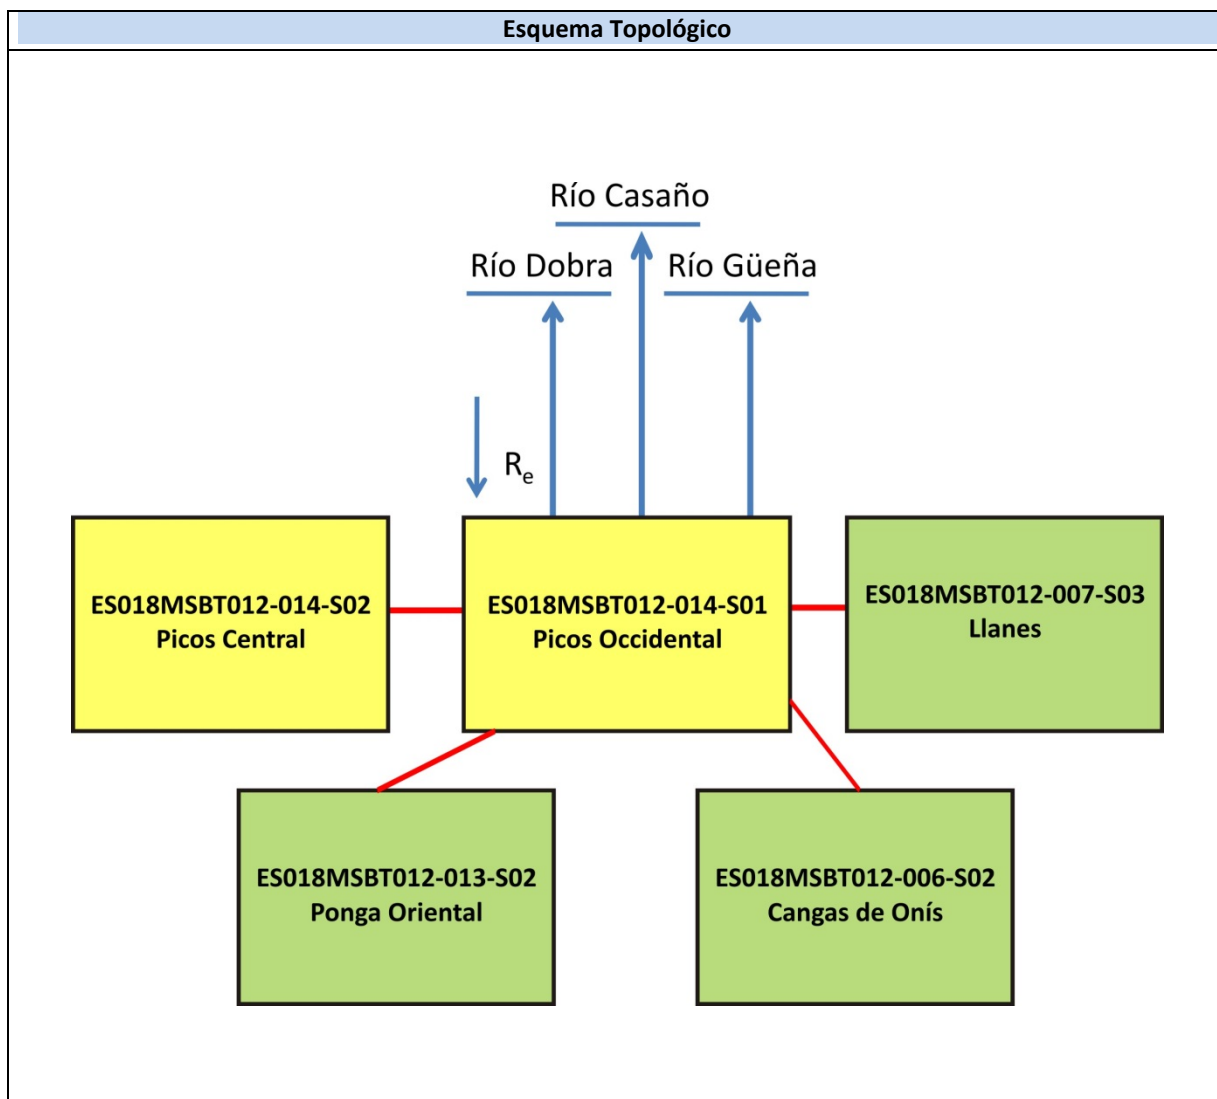 Esquema Topológico
Río Casaño
Río Dobra
Río Güeña
Re
ES018MSBT012-014-S02
Picos Central
ES018MSBT012-014-S01
Picos Occidental
ES018MSBT012-007-S03
Llanes
ES018MSBT012-013-S02
Ponga Oriental
ES018MSBT012-006-S02
Cangas de Onís